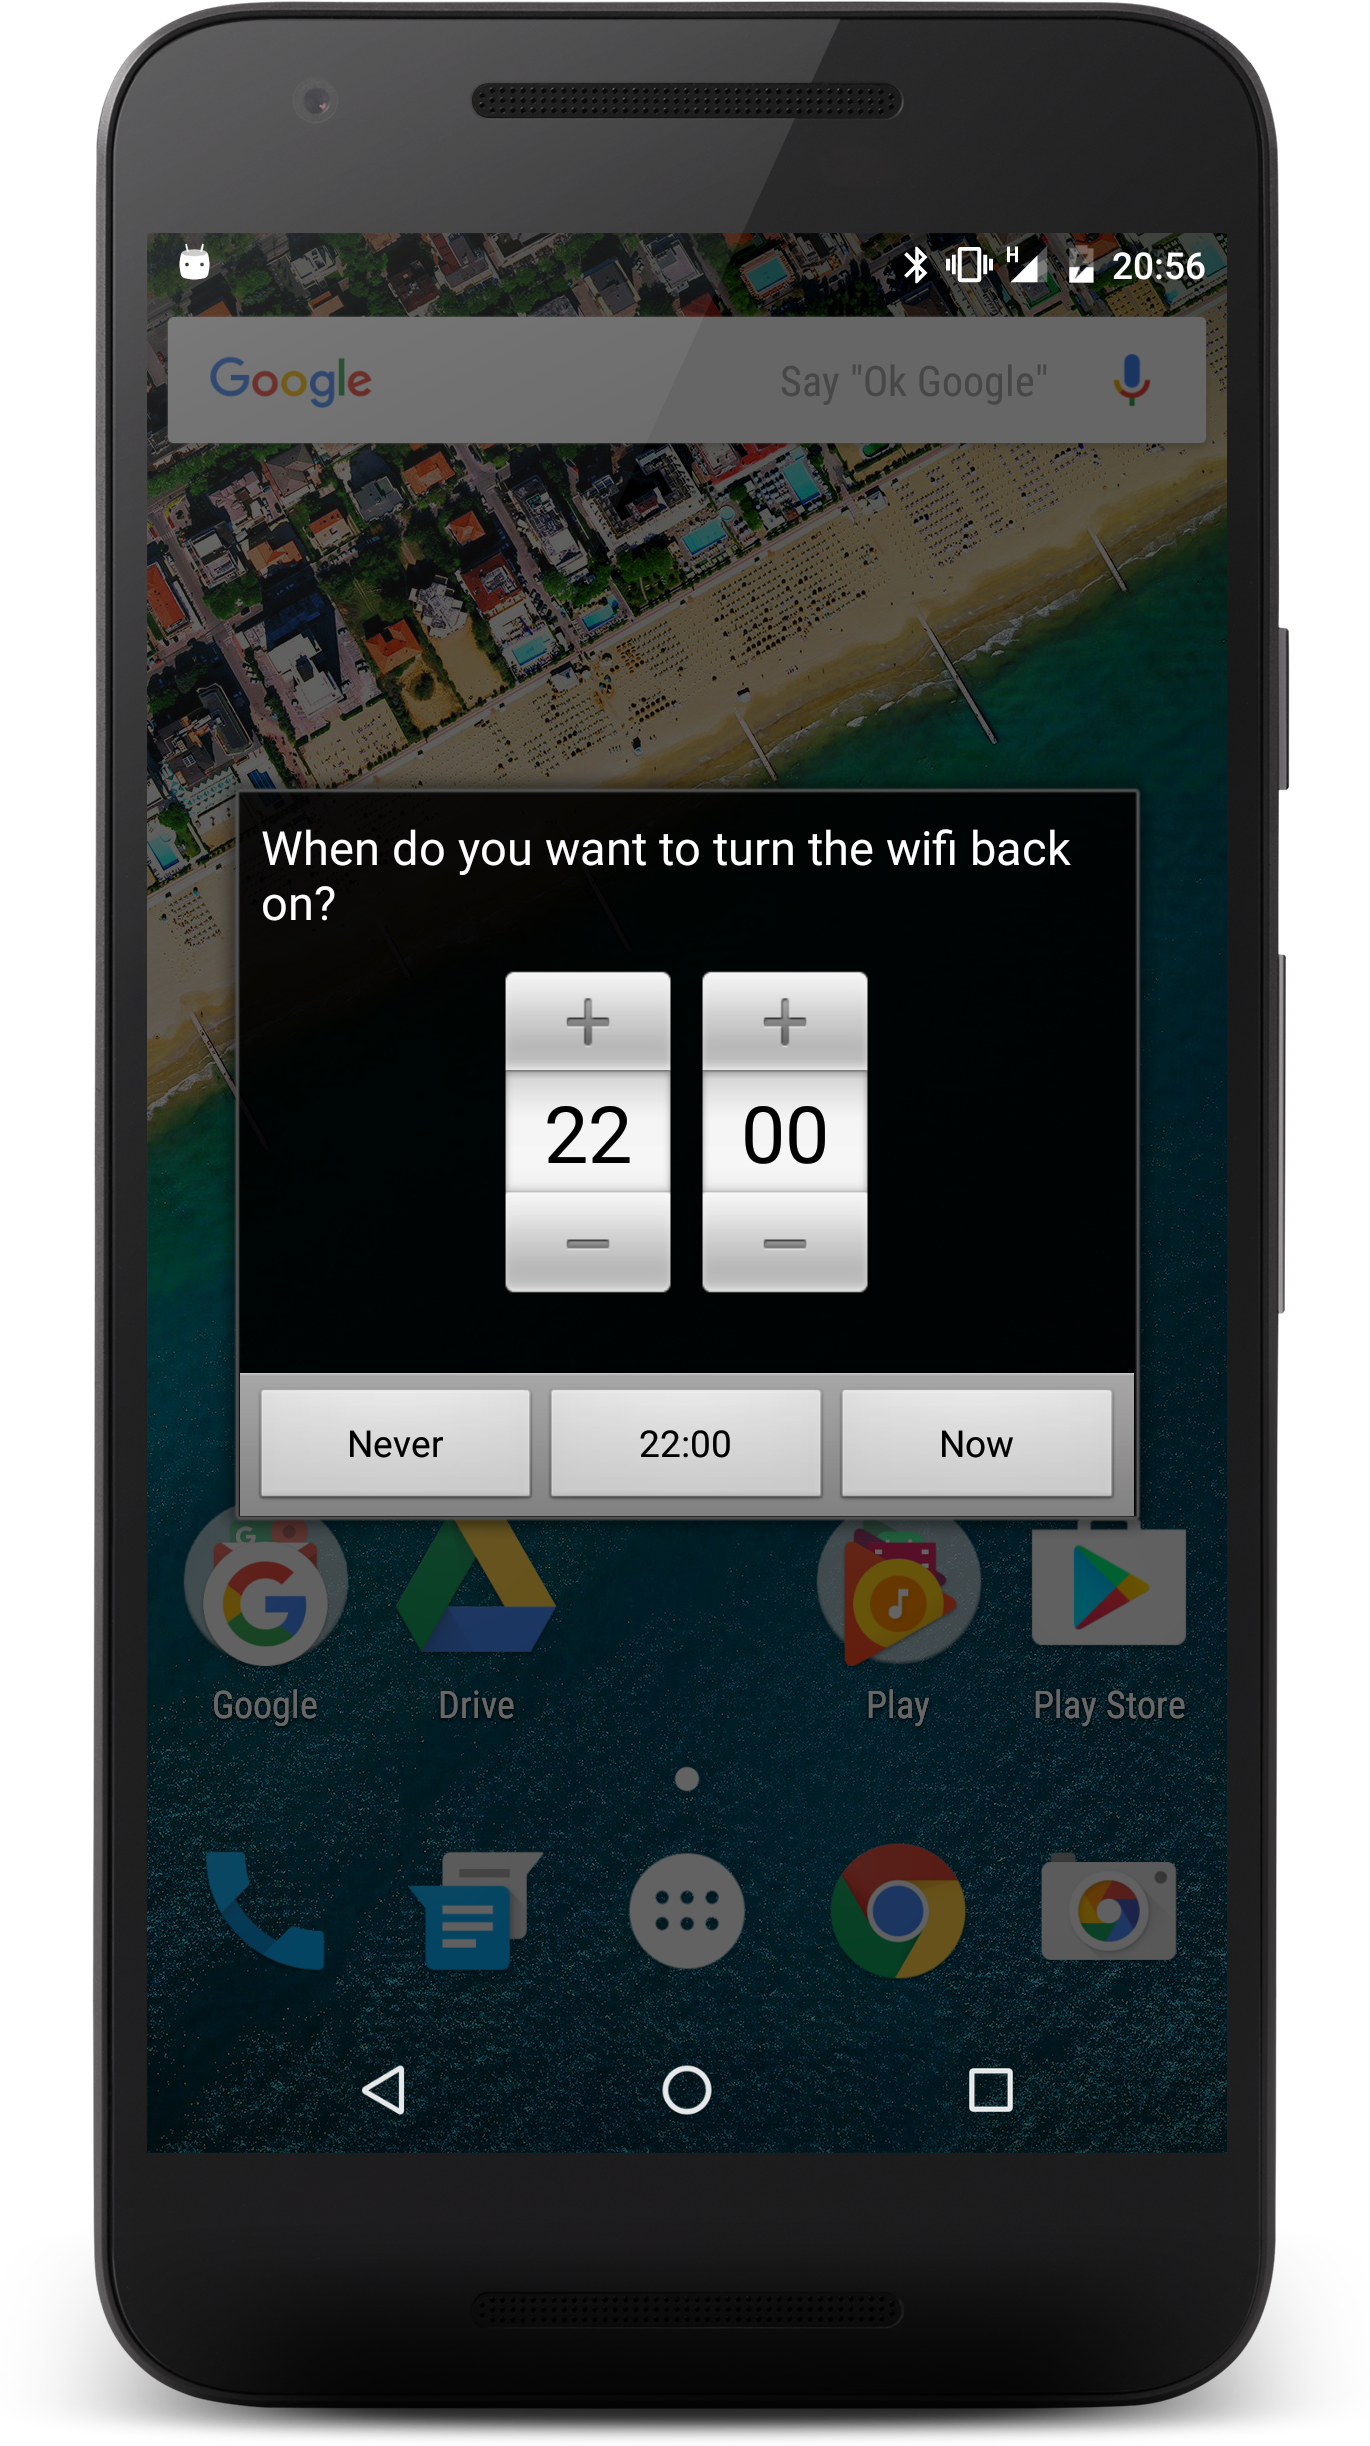 H 20:56
Google Say "Ok Google"
When do you want to turn the wifi back
on?
22 00
Never 22:00 Now
G
Google Drive Play Play Store